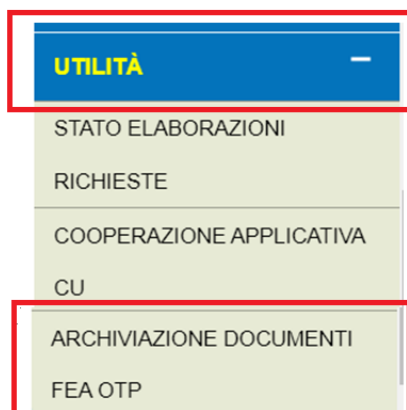 UTILITÀ
STATO ELABORAZIONI
RICHIESTE
COOPERAZIONE APPLICATIVA
CU
ARCHIVIAZIONE DOCUMENTI
FEA OTP